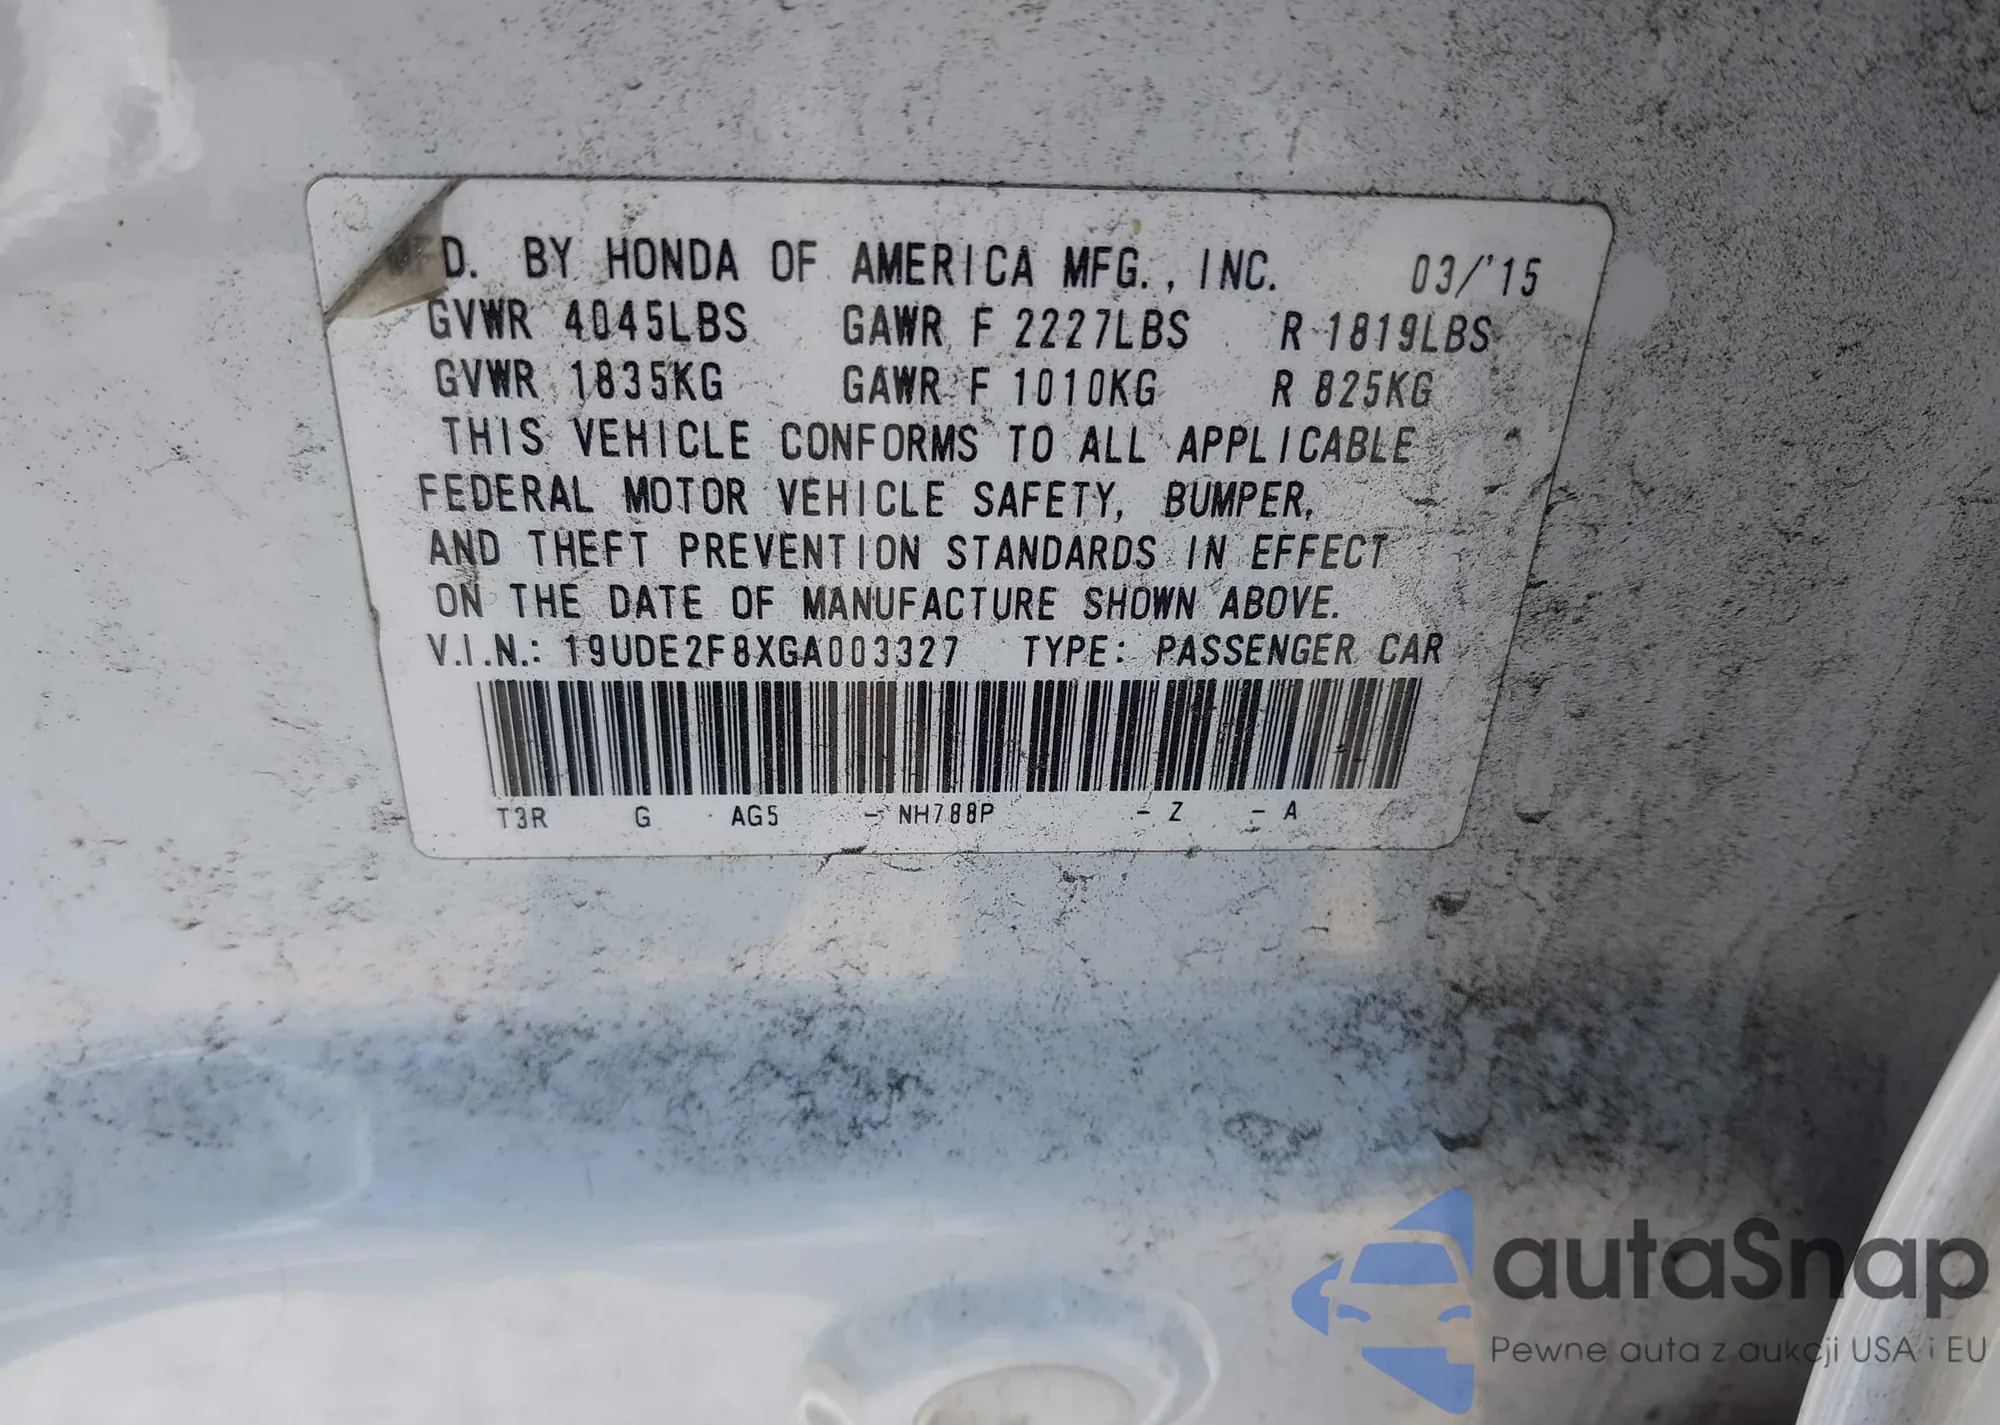 MFD. BY HONDA OF AMERICA MFG., INC. 03/'15
GVWR 4045LBS GAWR F 2227LBS R 1819LBS
GVWR 1835KG GAWR F 1010KG R 825KG
THIS VEHICLE CONFORMS TO ALL APPLICABLE
FEDERAL MOTOR VEHICLE SAFETY, BUMPER,
AND THEFT PREVENTION STANDARDS IN EFFECT
ON THE DATE OF MANUFACTURE SHOWN ABOVE.
V.I.N.: 19UDE2F8XGA003327 TYPE: PASSENGER CAR
T3R G AG5 - NH788P - Z - A
autaSnap
Pewne auta z aukcji USA i EU